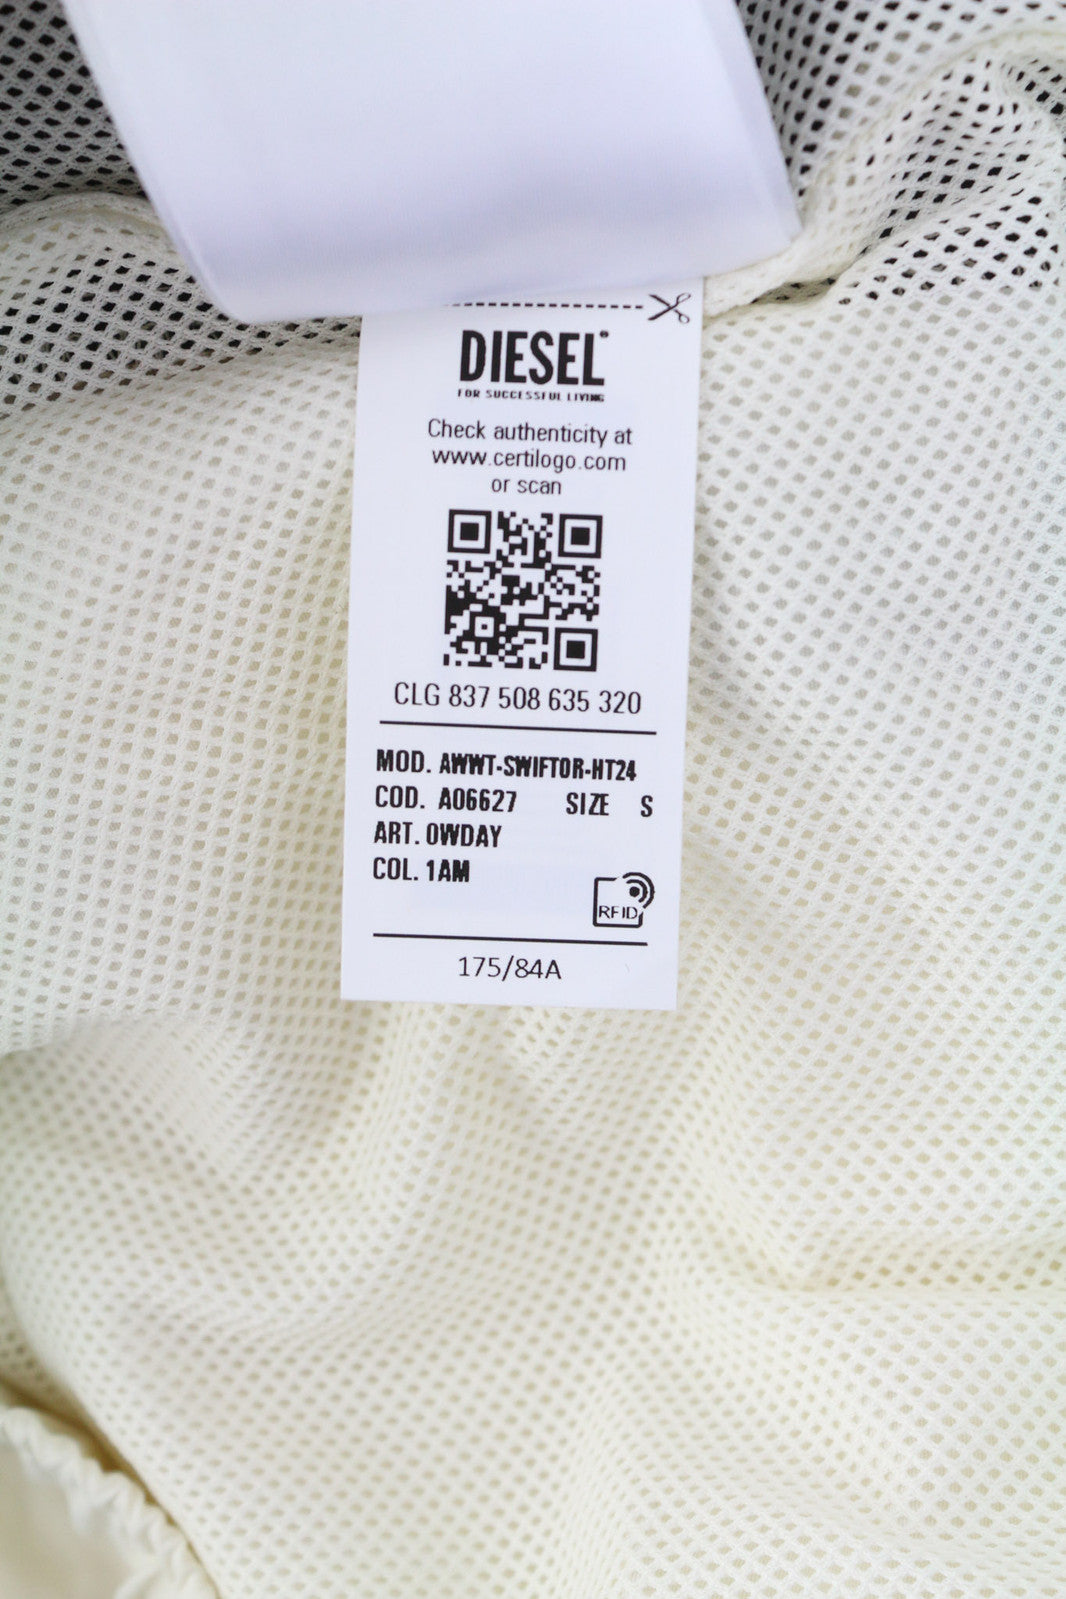 DIESEL
FOR SUCCESSFUL LIVING
Check authenticity at
www.certilogo.com
or scan
CLG 837 508 635 320
MOD. AWWT-SWIFTOR-HT24
COD. A06627 SIZE S
ART. 0WDAY
COL. 1AM
RFID
175/84A